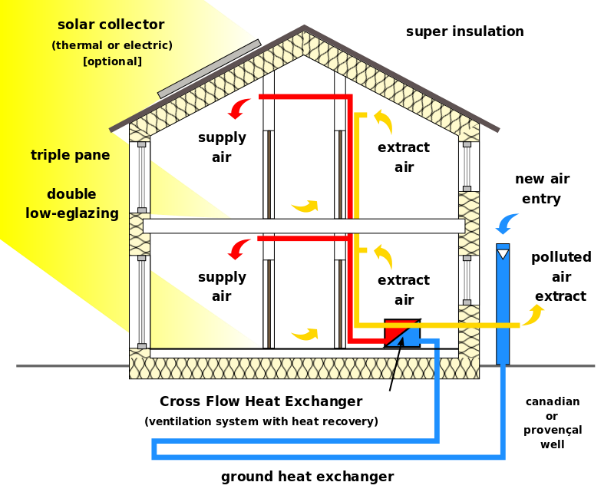 solar collector
(thermal or electric)
[optional]
super insulation
triple pane
double
low-eglazing
supply
air
extract
air
new air
entry
supply
air
extract
air
polluted
air
extract
Cross Flow Heat Exchanger
(ventilation system with heat recovery)
canadian
or
provençal
well
ground heat exchanger